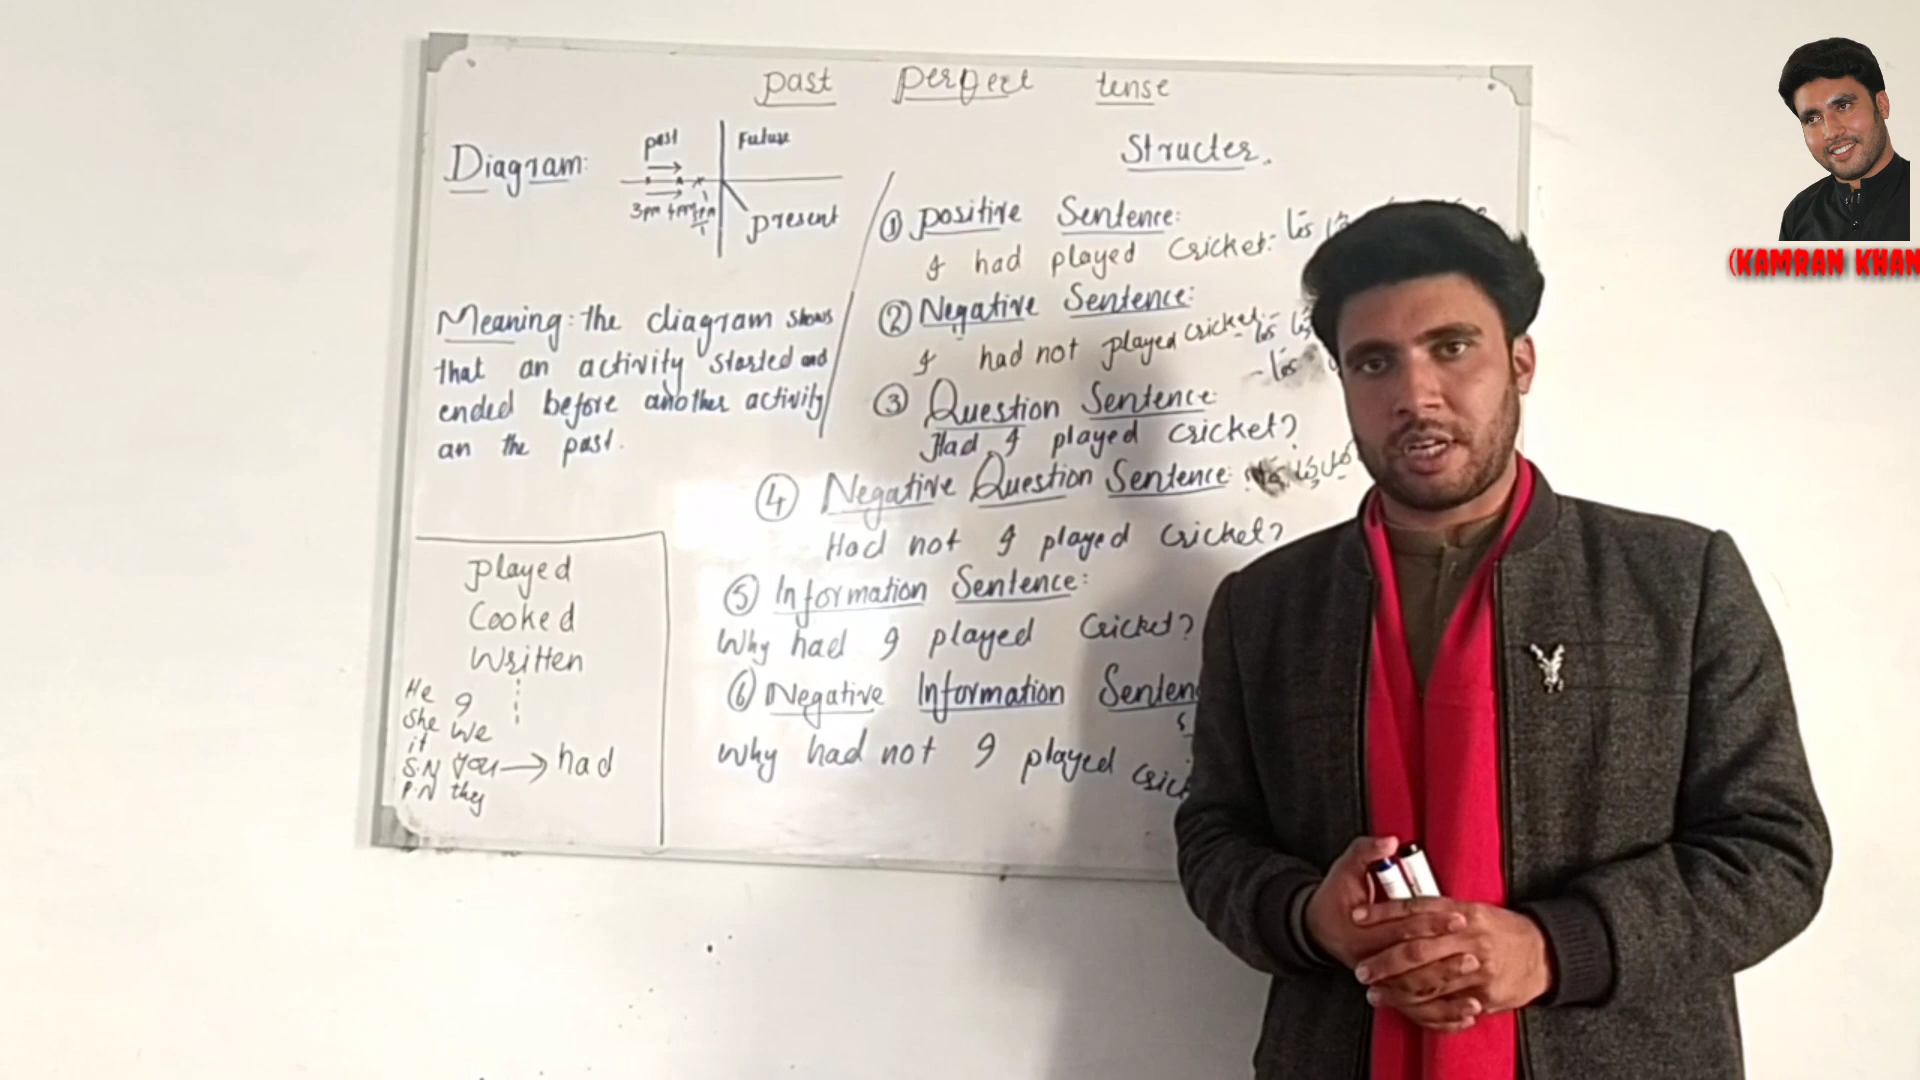 past perfect tense
Diagram:
past
Future
3pm 4pm
present
Meaning: the diagram shows
that an activity started and
ended before another activity
an the past.
Structer.
① positive Sentence:
I had played Cricket:
② Negative Sentence:
I had not played cricket
③ Question Sentence:
Had I played cricket?
④ Negative Question Sentence:
Had not I played cricket?
⑤ Information Sentence:
Why had I played Cricket?
⑥ Negative Information Senten
why had not I played crick
played
Cooked
Written
He I
She We
it
S.N you → had
P.N they
(KAMRAN KHAN